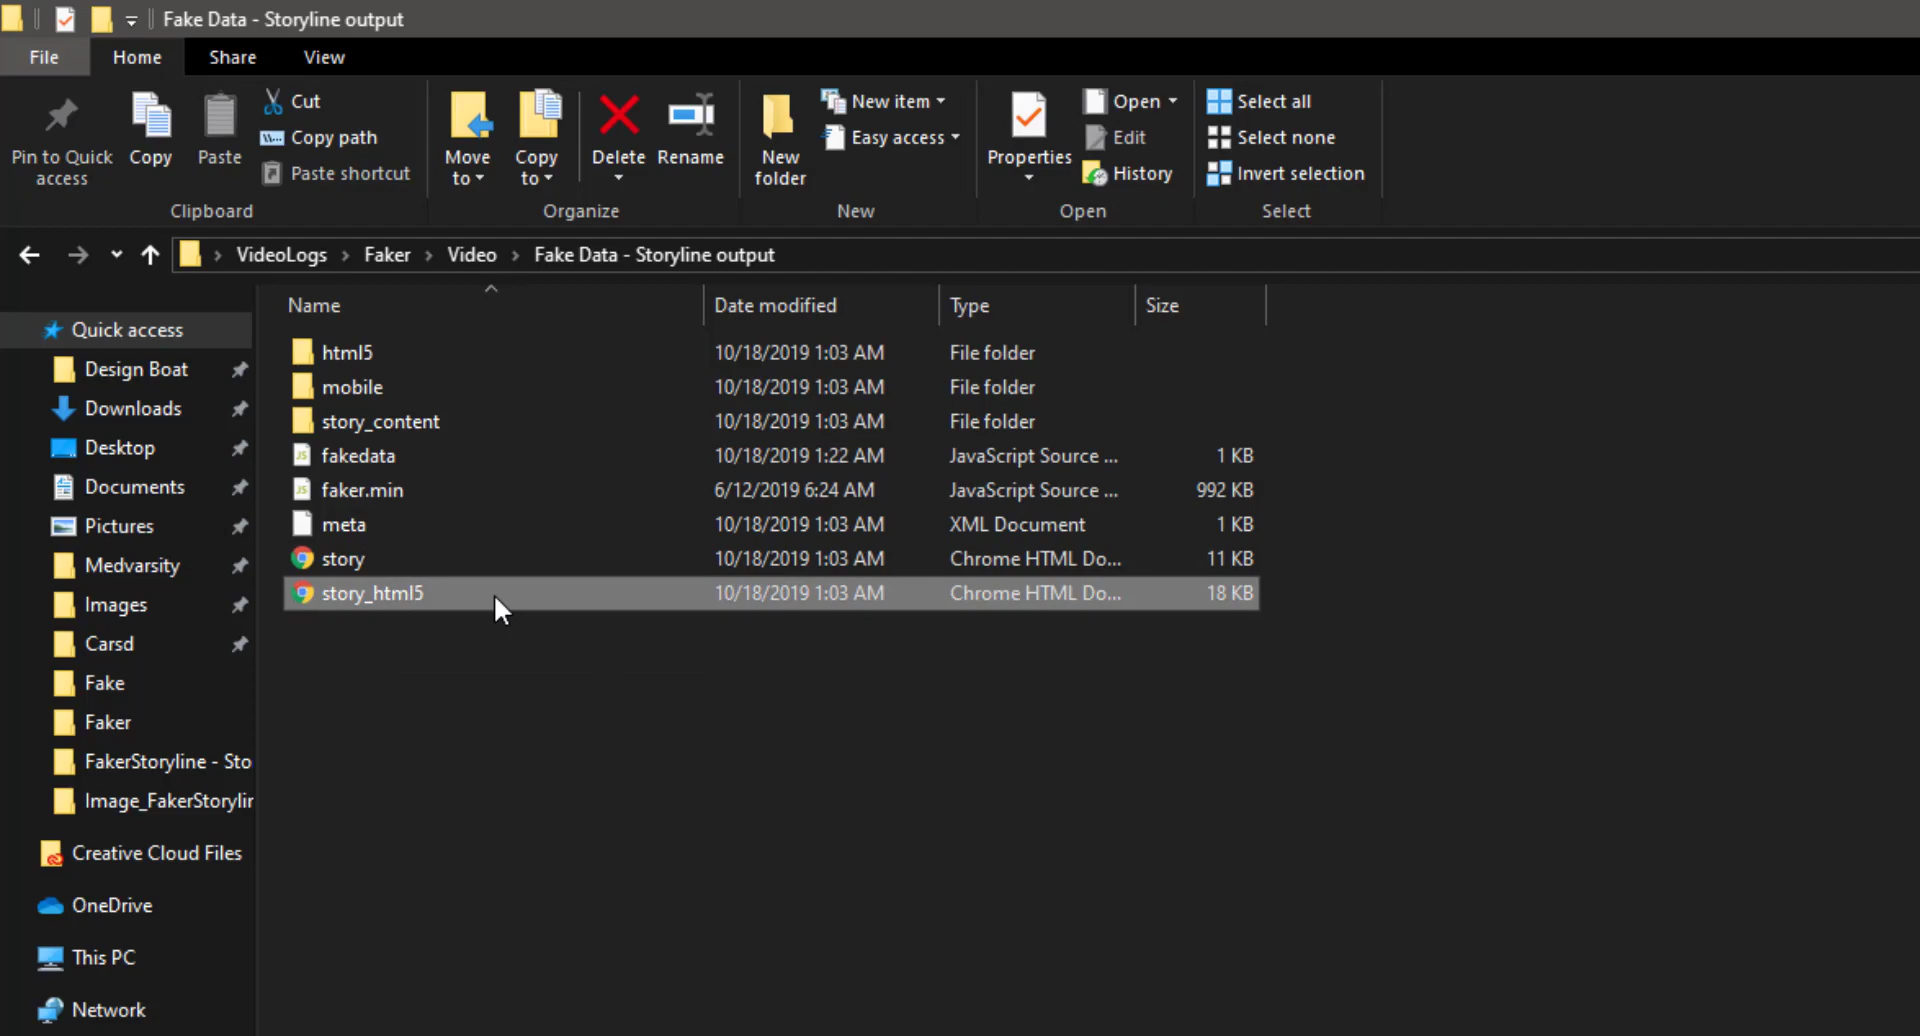 Fake Data - Storyline output
File Home Share View
Pin to Quick access
Copy
Paste
Cut
Copy path
Paste shortcut
Clipboard
Move to
Copy to
Delete
Rename
Organize
New folder
New item
Easy access
New
Properties
Open
Edit
History
Open
Select all
Select none
Invert selection
Select
VideoLogs Faker Video Fake Data - Storyline output
Quick access
Design Boat
Downloads
Desktop
Documents
Pictures
Medvarsity
Images
Carsd
Fake
Faker
FakerStoryline - Sto
Image_FakerStorylin
Creative Cloud Files
OneDrive
This PC
Network
Name Date modified Type Size
html5 10/18/2019 1:03 AM File folder
mobile 10/18/2019 1:03 AM File folder
story_content 10/18/2019 1:03 AM File folder
fakedata 10/18/2019 1:22 AM JavaScript Source ... 1 KB
faker.min 6/12/2019 6:24 AM JavaScript Source ... 992 KB
meta 10/18/2019 1:03 AM XML Document 1 KB
story 10/18/2019 1:03 AM Chrome HTML Do... 11 KB
story_html5 10/18/2019 1:03 AM Chrome HTML Do... 18 KB